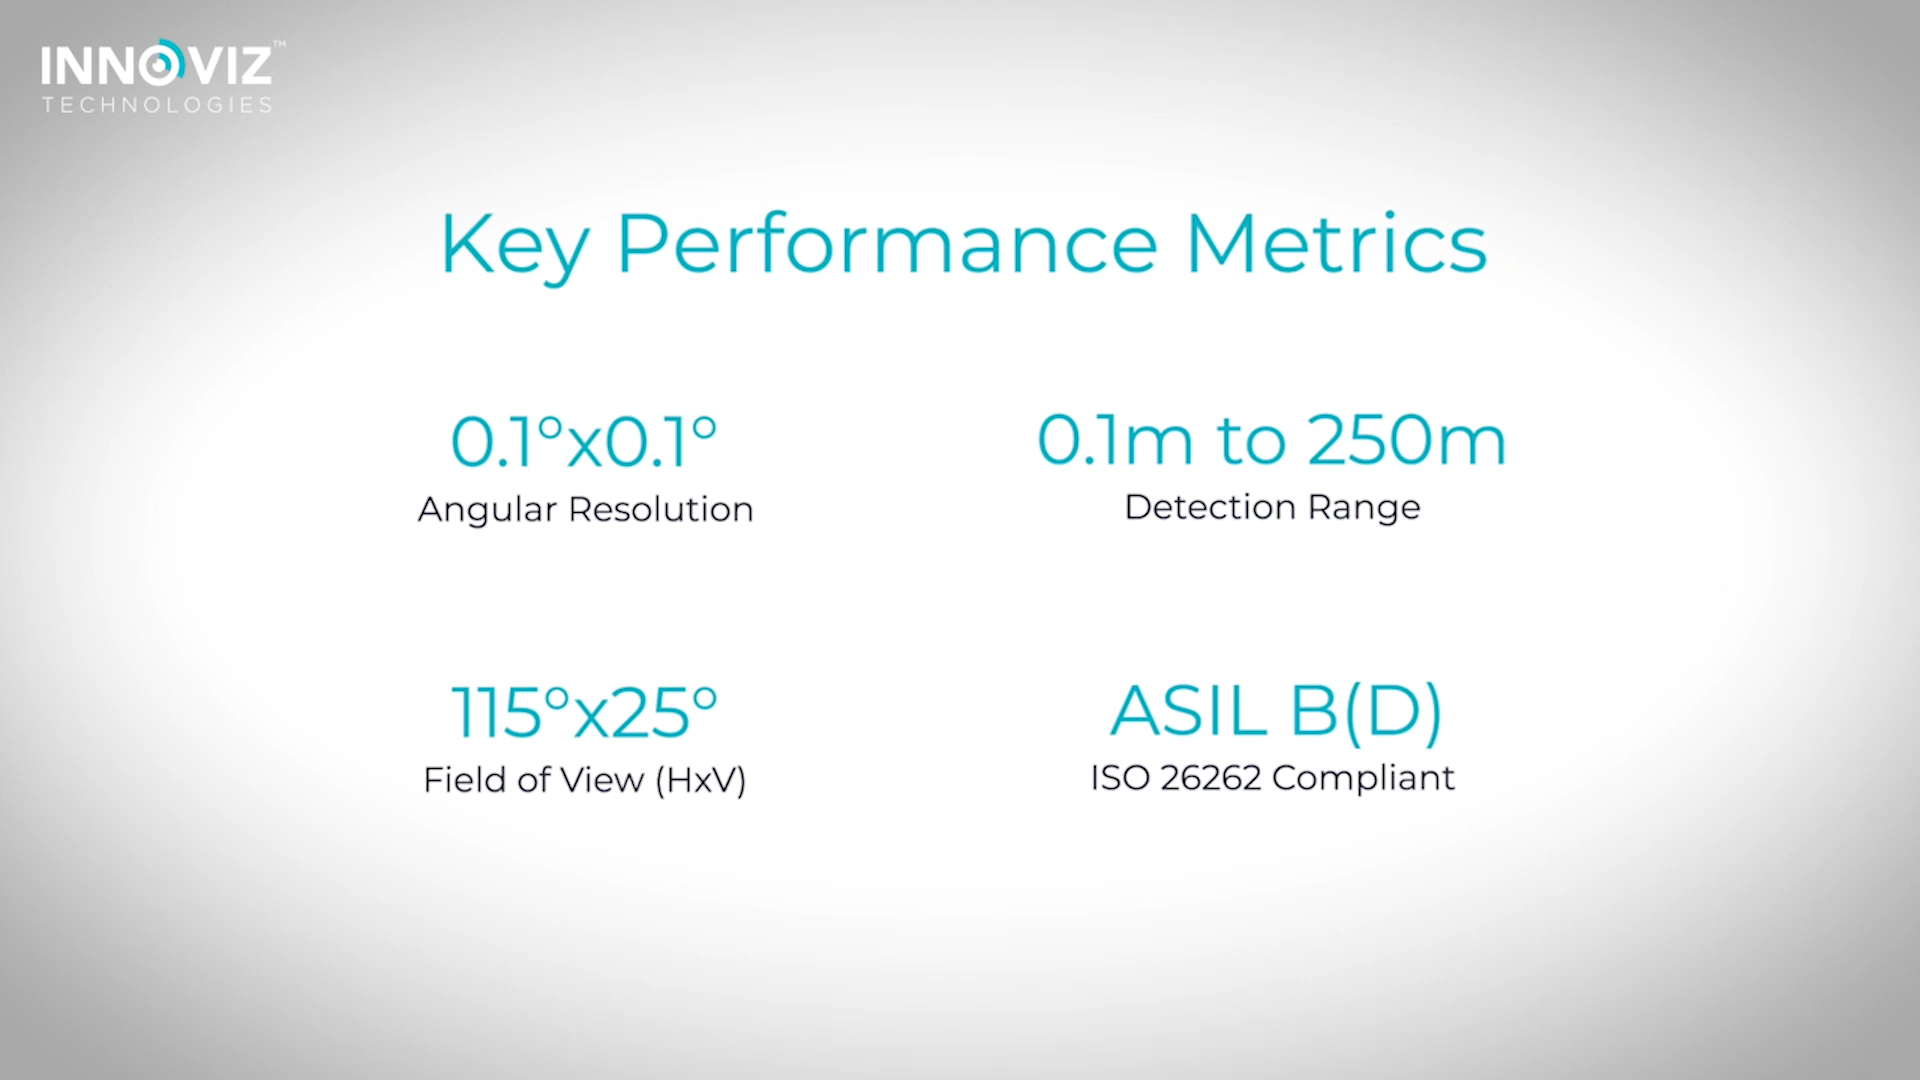 INNOVIZ™
TECHNOLOGIES
Key Performance Metrics
0.1°x0.1°
Angular Resolution
0.1m to 250m
Detection Range
115°x25°
Field of View (HxV)
ASIL B(D)
ISO 26262 Compliant